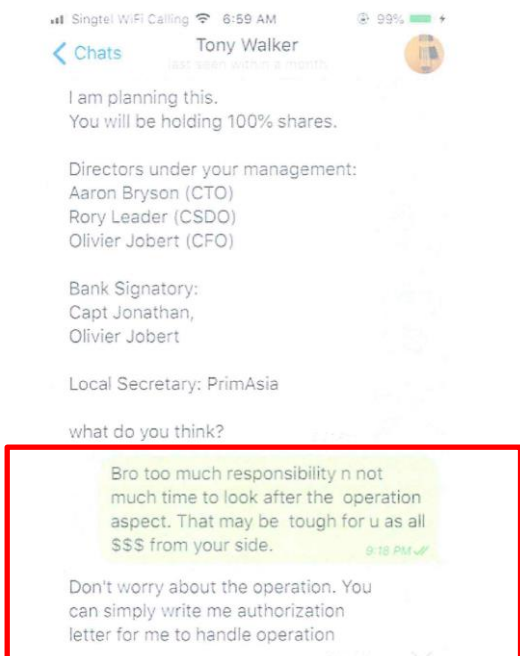 Singtel WiFi Calling 6:59 AM 99%
Chats Tony Walker
last seen within a month
I am planning this.
You will be holding 100% shares.
Directors under your management:
Aaron Bryson (CTO)
Rory Leader (CSDO)
Olivier Jobert (CFO)
Bank Signatory:
Capt Jonathan,
Olivier Jobert
Local Secretary: PrimAsia
what do you think?
Bro too much responsibility n not
much time to look after the operation
aspect. That may be tough for u as all
$$$ from your side.
9:18 PM
Don't worry about the operation. You
can simply write me authorization
letter for me to handle operation